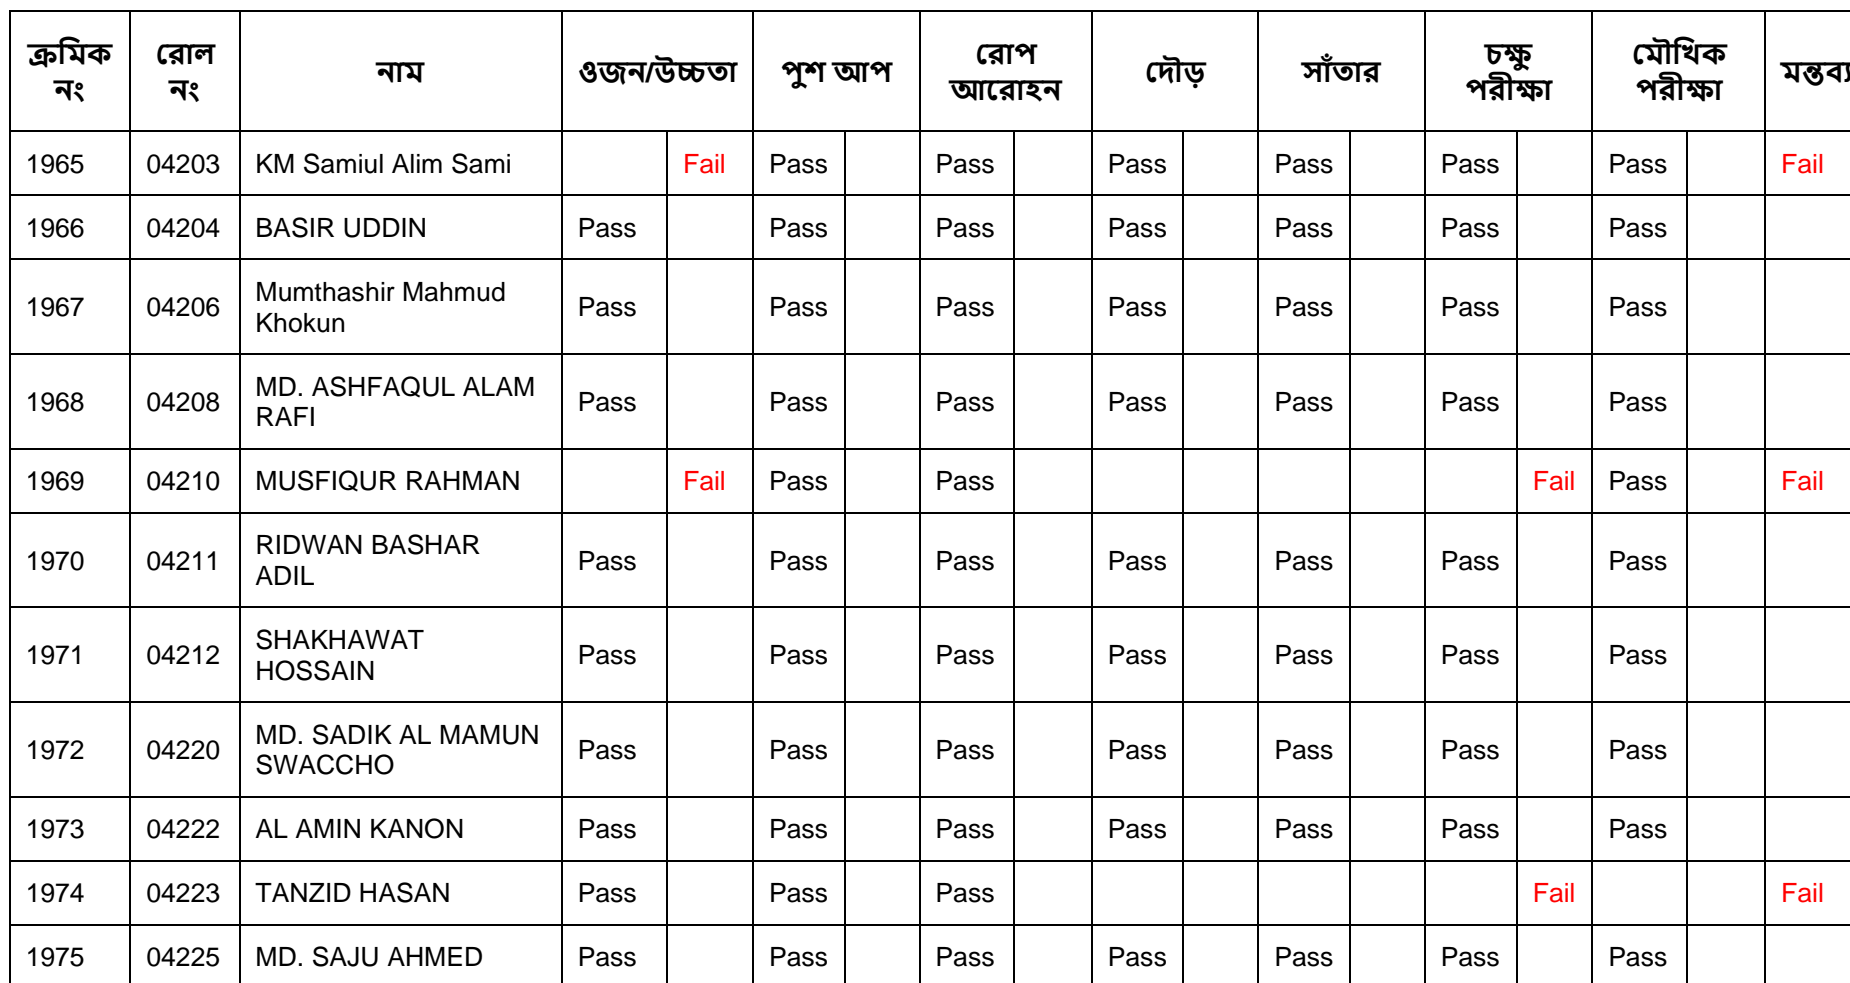 ক্রমিক নং রোল নং নাম ওজন/উচ্চতা পুশ আপ রোপ আরোহন দৌড় সাঁতার চক্ষু পরীক্ষা মৌখিক পরীক্ষা মন্তব্য
1965 04203 KM Samiul Alim Sami Fail Pass Pass Pass Pass Pass Pass Fail
1966 04204 BASIR UDDIN Pass Pass Pass Pass Pass Pass Pass
1967 04206 Mumthashir Mahmud Khokun Pass Pass Pass Pass Pass Pass Pass
1968 04208 MD. ASHFAQUL ALAM RAFI Pass Pass Pass Pass Pass Pass Pass
1969 04210 MUSFIQUR RAHMAN Fail Pass Pass Fail Pass Fail
1970 04211 RIDWAN BASHAR ADIL Pass Pass Pass Pass Pass Pass Pass
1971 04212 SHAKHAWAT HOSSAIN Pass Pass Pass Pass Pass Pass Pass
1972 04220 MD. SADIK AL MAMUN SWACCHO Pass Pass Pass Pass Pass Pass Pass
1973 04222 AL AMIN KANON Pass Pass Pass Pass Pass Pass Pass
1974 04223 TANZID HASAN Pass Pass Pass Fail Fail
1975 04225 MD. SAJU AHMED Pass Pass Pass Pass Pass Pass Pass